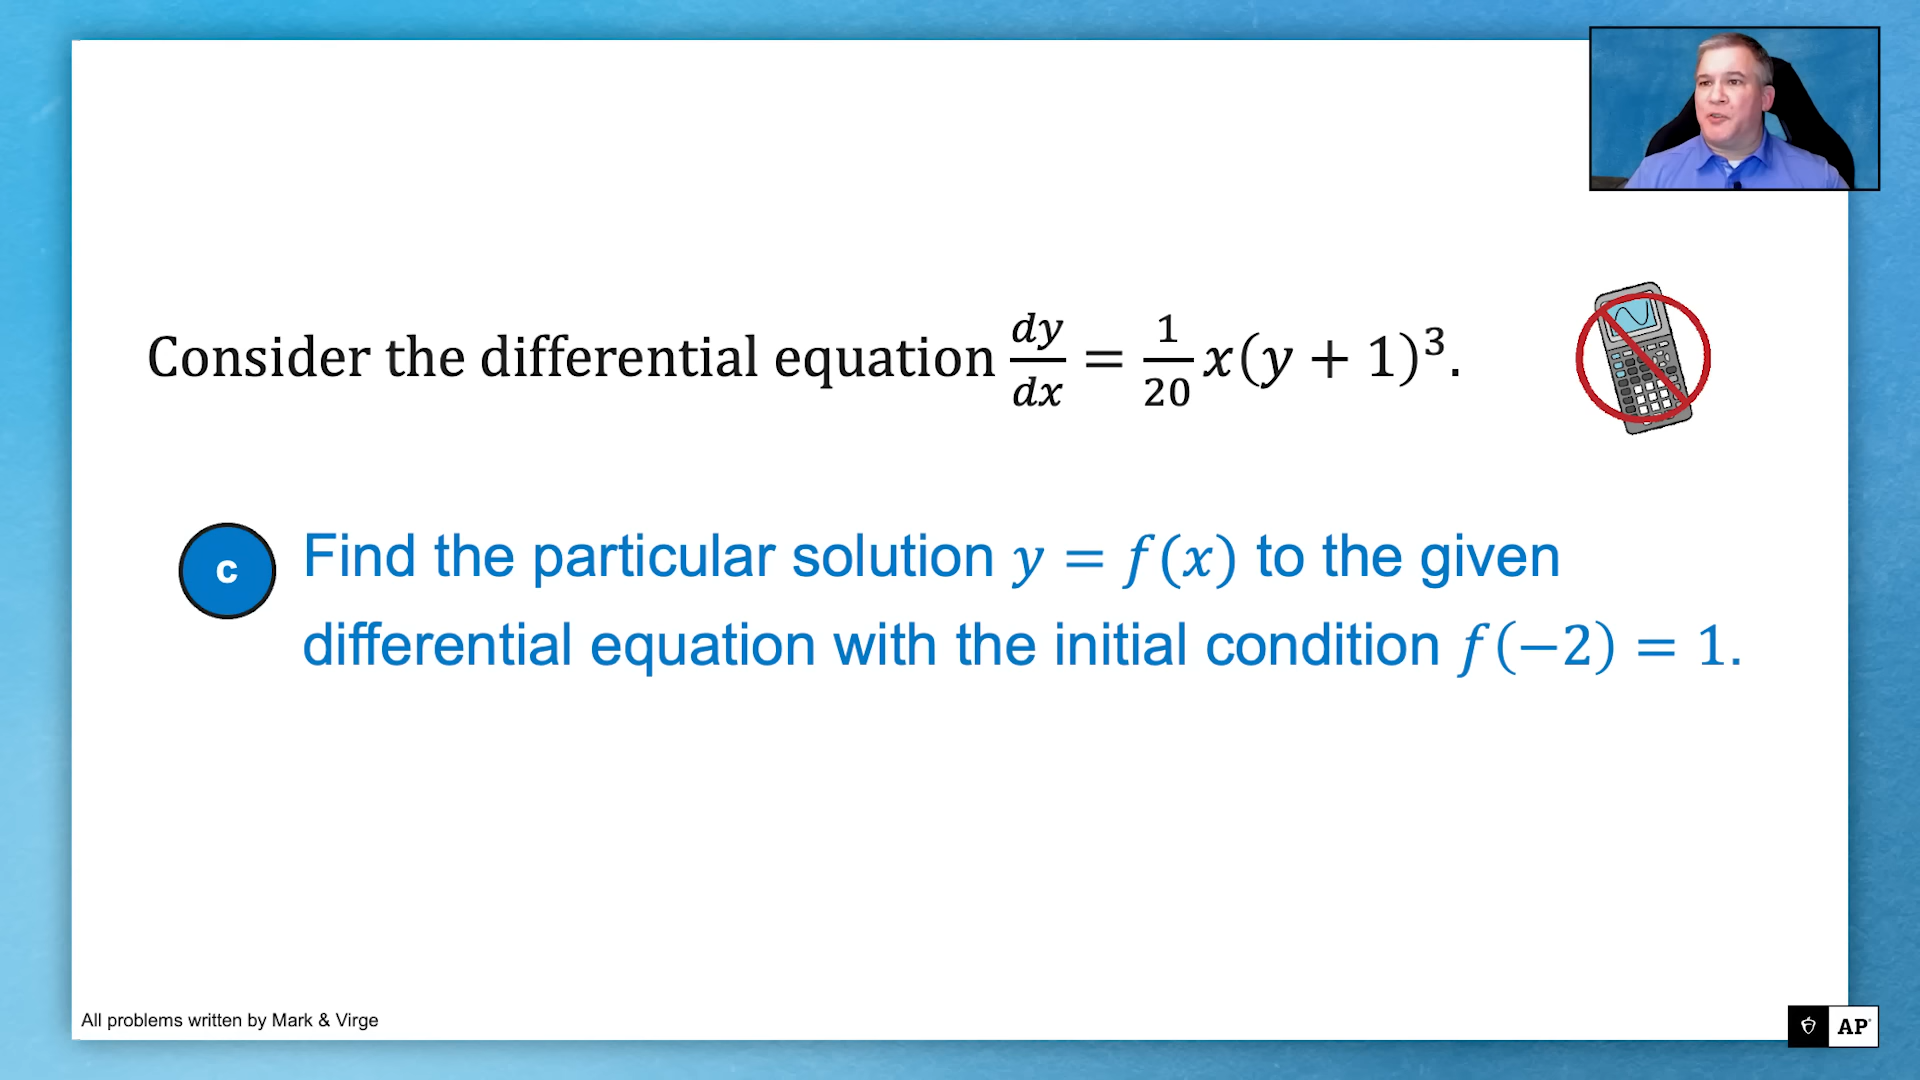 Consider the differential equation dy/dx = 1/20 x(y + 1)³.
c
Find the particular solution y = f(x) to the given
differential equation with the initial condition f(−2) = 1.
All problems written by Mark & Virge
AP